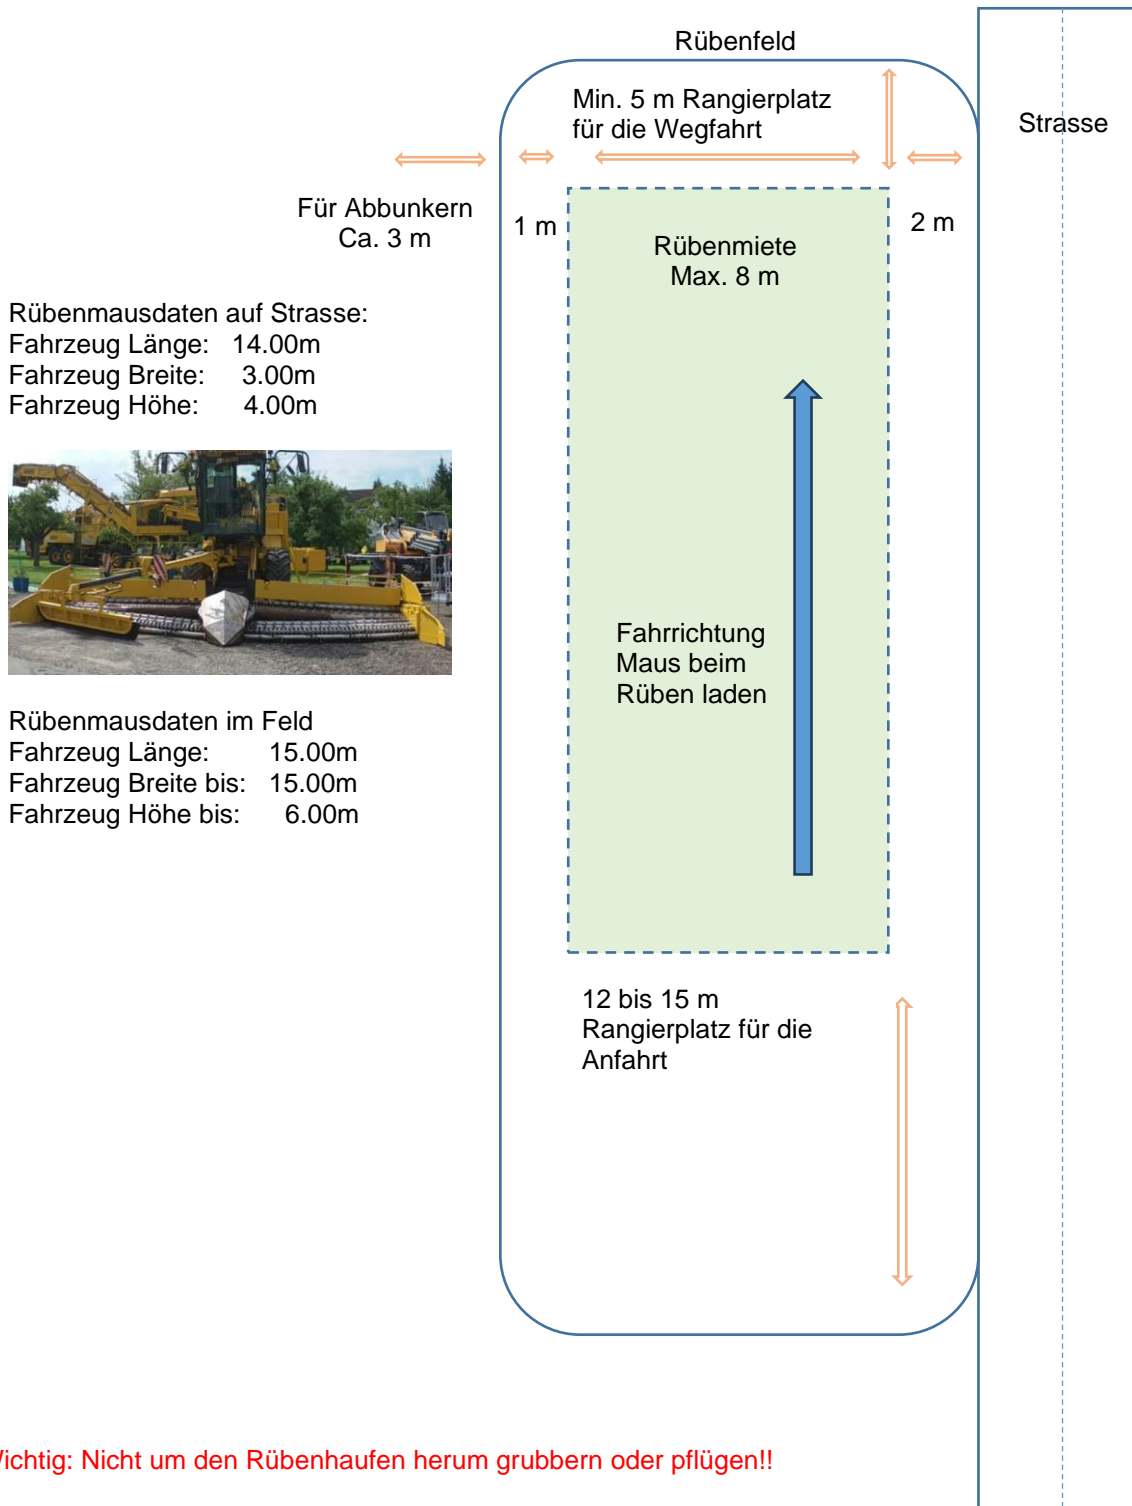 Rübenfeld
Min. 5 m Rangierplatz
für die Wegfahrt
Strasse
Für Abbunkern
Ca. 3 m
1 m
2 m
Rübenmiete
Max. 8 m
Rübenmausdaten auf Strasse:
Fahrzeug Länge: 14.00m
Fahrzeug Breite: 3.00m
Fahrzeug Höhe: 4.00m
Fahrrichtung
Maus beim
Rüben laden
Rübenmausdaten im Feld
Fahrzeug Länge: 15.00m
Fahrzeug Breite bis: 15.00m
Fahrzeug Höhe bis: 6.00m
12 bis 15 m
Rangierplatz für die
Anfahrt
Wichtig: Nicht um den Rübenhaufen herum grubbern oder pflügen!!